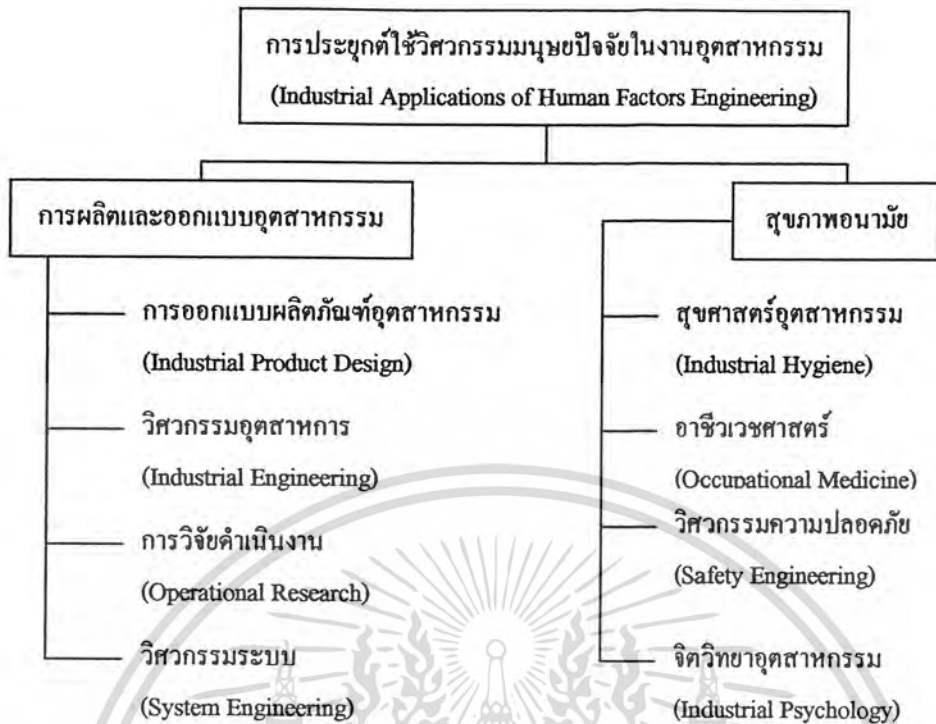 การประยุกต์ใช้วิศวกรรมมนุษยปัจจัยในงานอุตสาหกรรม
(Industrial Applications of Human Factors Engineering)
การผลิตและออกแบบอุตสาหกรรม
การออกแบบผลิตภัณฑ์อุตสาหกรรม
(Industrial Product Design)
วิศวกรรมอุตสาหการ
(Industrial Engineering)
การวิจัยดำเนินงาน
(Operational Research)
วิศวกรรมระบบ
(System Engineering)
สุขภาพอนามัย
สุขศาสตร์อุตสาหกรรม
(Industrial Hygiene)
อาชีวเวชศาสตร์
(Occupational Medicine)
วิศวกรรมความปลอดภัย
(Safety Engineering)
จิตวิทยาอุตสาหกรรม
(Industrial Psychology)